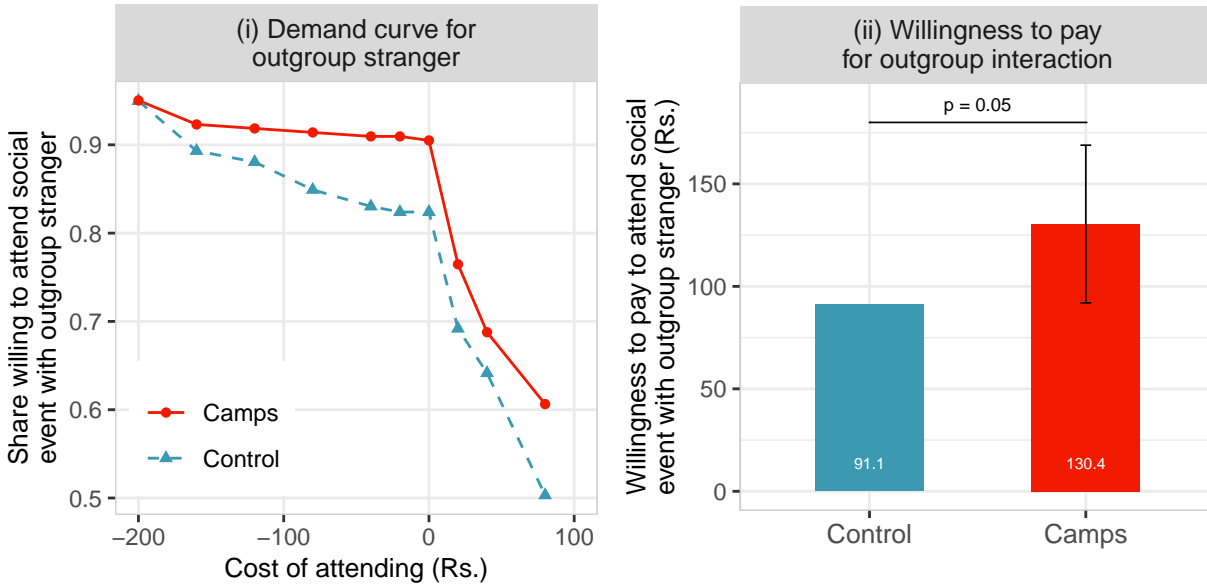 (i) Demand curve for
outgroup stranger
Share willing to attend social
event with outgroup stranger
0.9
0.8
0.7
0.6
0.5
Camps
Control
−200
−100
0
100
Cost of attending (Rs.)
(ii) Willingness to pay
for outgroup interaction
Willingness to pay to attend social
event with outgroup stranger (Rs.)
p = 0.05
150
100
50
0
91.1
130.4
Control
Camps